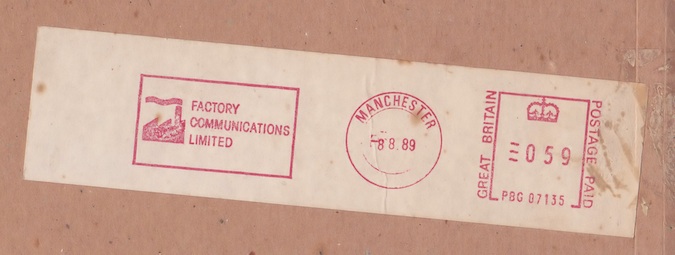 FACTORY
COMMUNICATIONS
LIMITED
MANCHESTER
8 8. 89
GREAT BRITAIN
059
PBG 07135
POSTAGE PAID